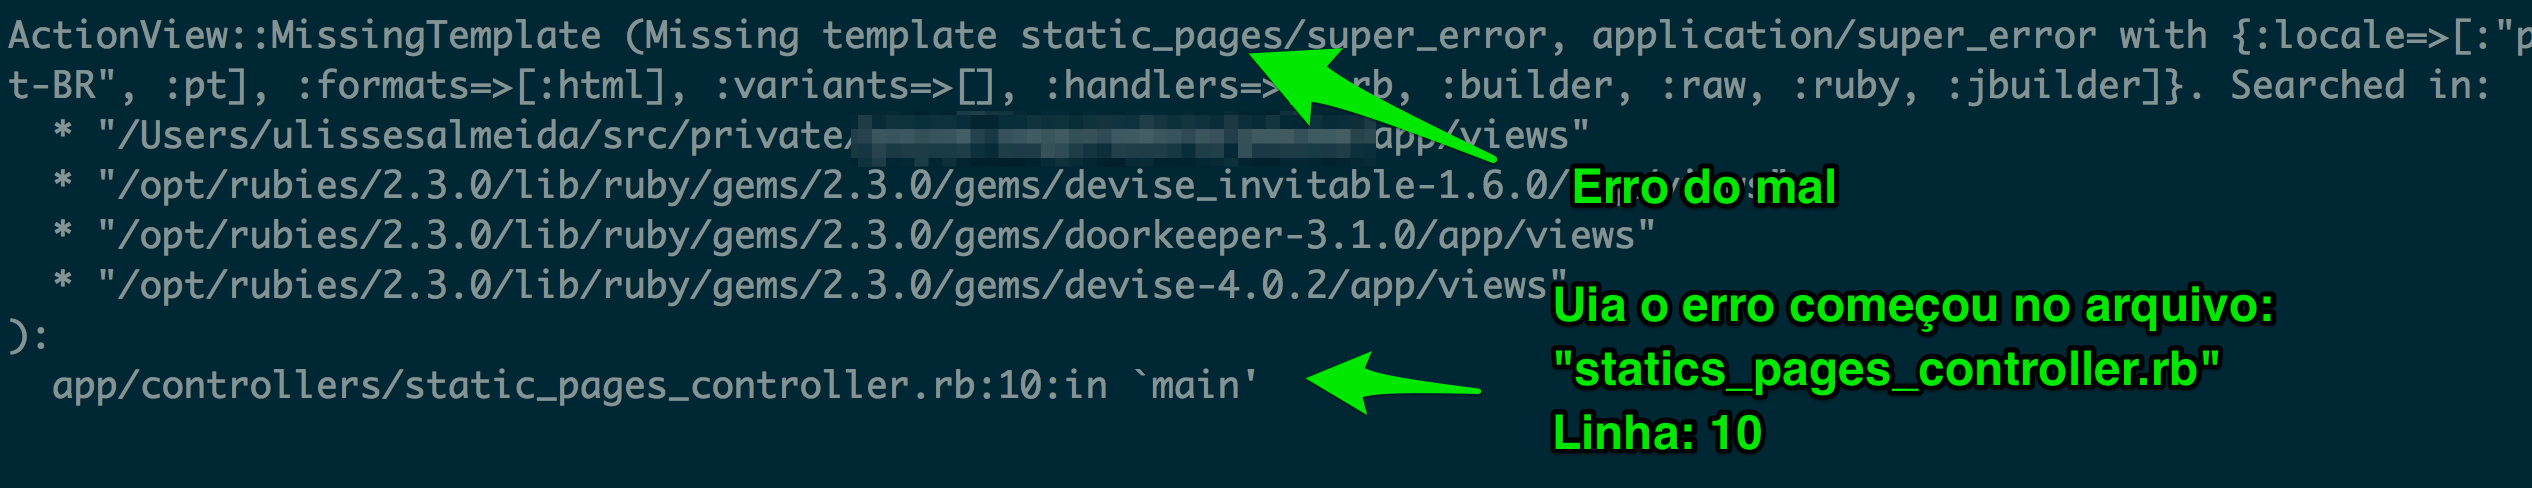 ActionView::MissingTemplate (Missing template static_pages/super_error, application/super_error with {:locale=>[:"p
t-BR", :pt], :formats=>[:html], :variants=>[], :handlers=> rb, :builder, :raw, :ruby, :jbuilder]}. Searched in:
* "/Users/ulissesalmeida/src/private/ app/views"
* "/opt/rubies/2.3.0/lib/ruby/gems/2.3.0/gems/devise_invitable-1.6.0/
Erro do mal
* "/opt/rubies/2.3.0/lib/ruby/gems/2.3.0/gems/doorkeeper-3.1.0/app/views"
* "/opt/rubies/2.3.0/lib/ruby/gems/2.3.0/gems/devise-4.0.2/app/views"
):
app/controllers/static_pages_controller.rb:10:in `main'
Uia o erro começou no arquivo:
"statics_pages_controller.rb"
Linha: 10